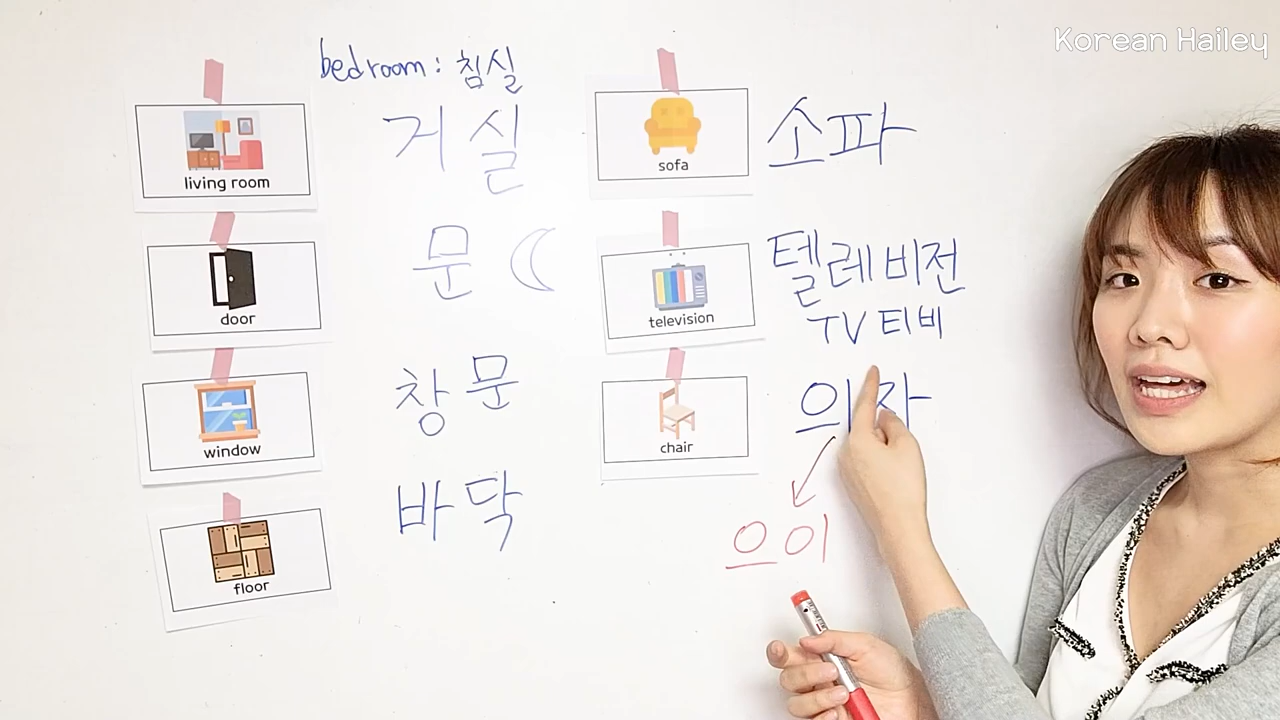 Korean Hailey
bedroom: 침실
living room
거실
door
문
window
창문
floor
바닥
sofa
소파
television
텔레비전
TV 티비
chair
의자
으이